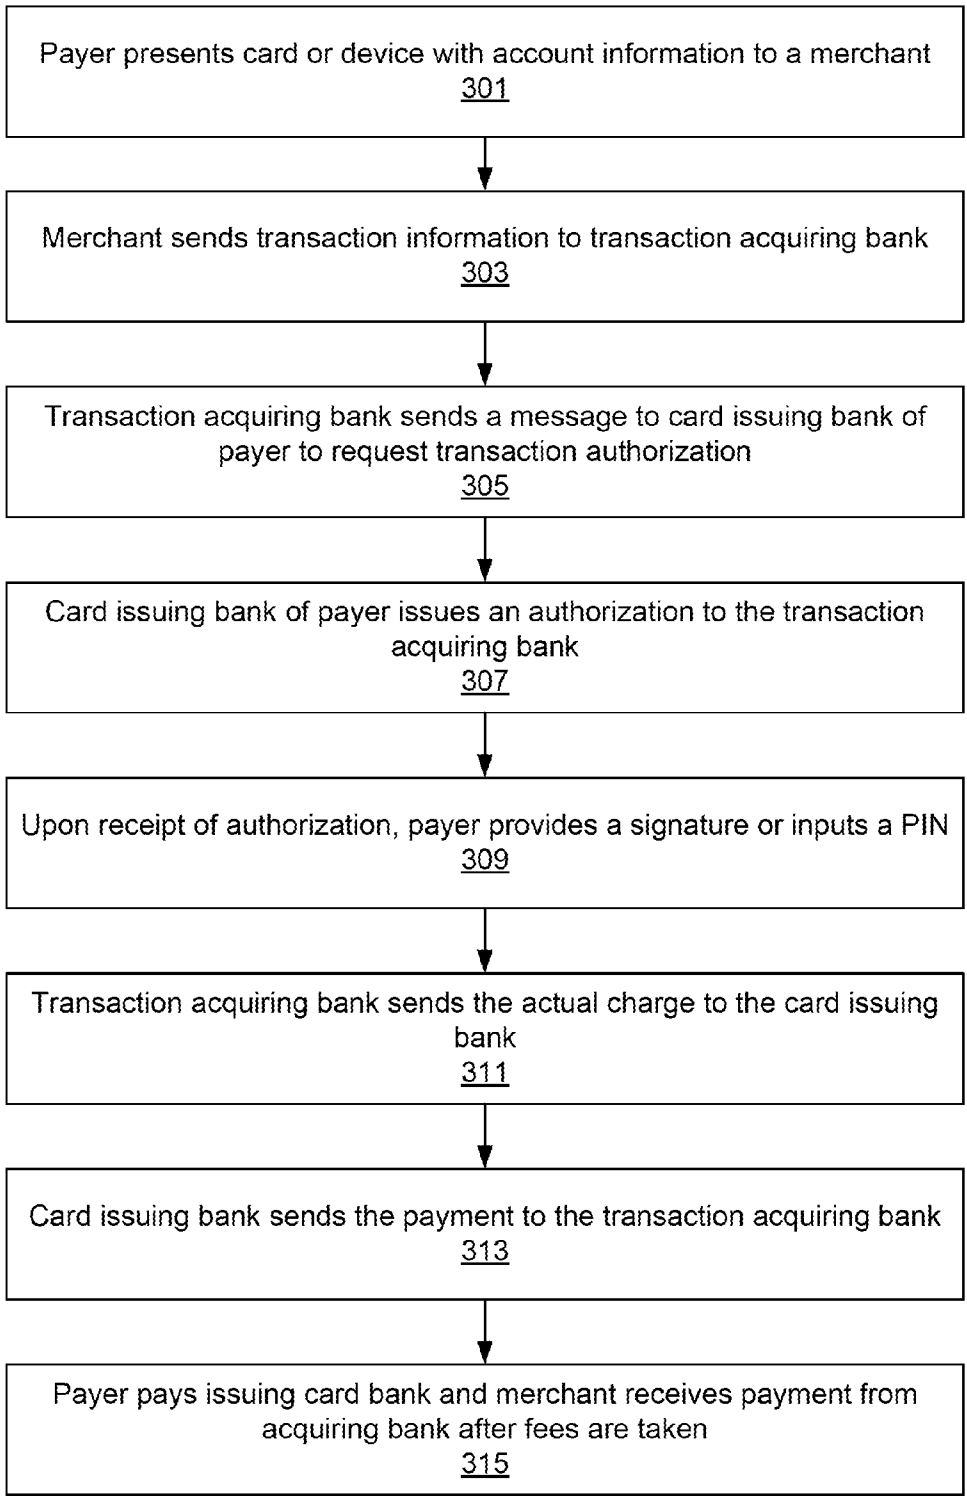 Payer presents card or device with account information to a merchant
301
Merchant sends transaction information to transaction acquiring bank
303
Transaction acquiring bank sends a message to card issuing bank of
payer to request transaction authorization
305
Card issuing bank of payer issues an authorization to the transaction
acquiring bank
307
Upon receipt of authorization, payer provides a signature or inputs a PIN
309
Transaction acquiring bank sends the actual charge to the card issuing
bank
311
Card issuing bank sends the payment to the transaction acquiring bank
313
Payer pays issuing card bank and merchant receives payment from
acquiring bank after fees are taken
315